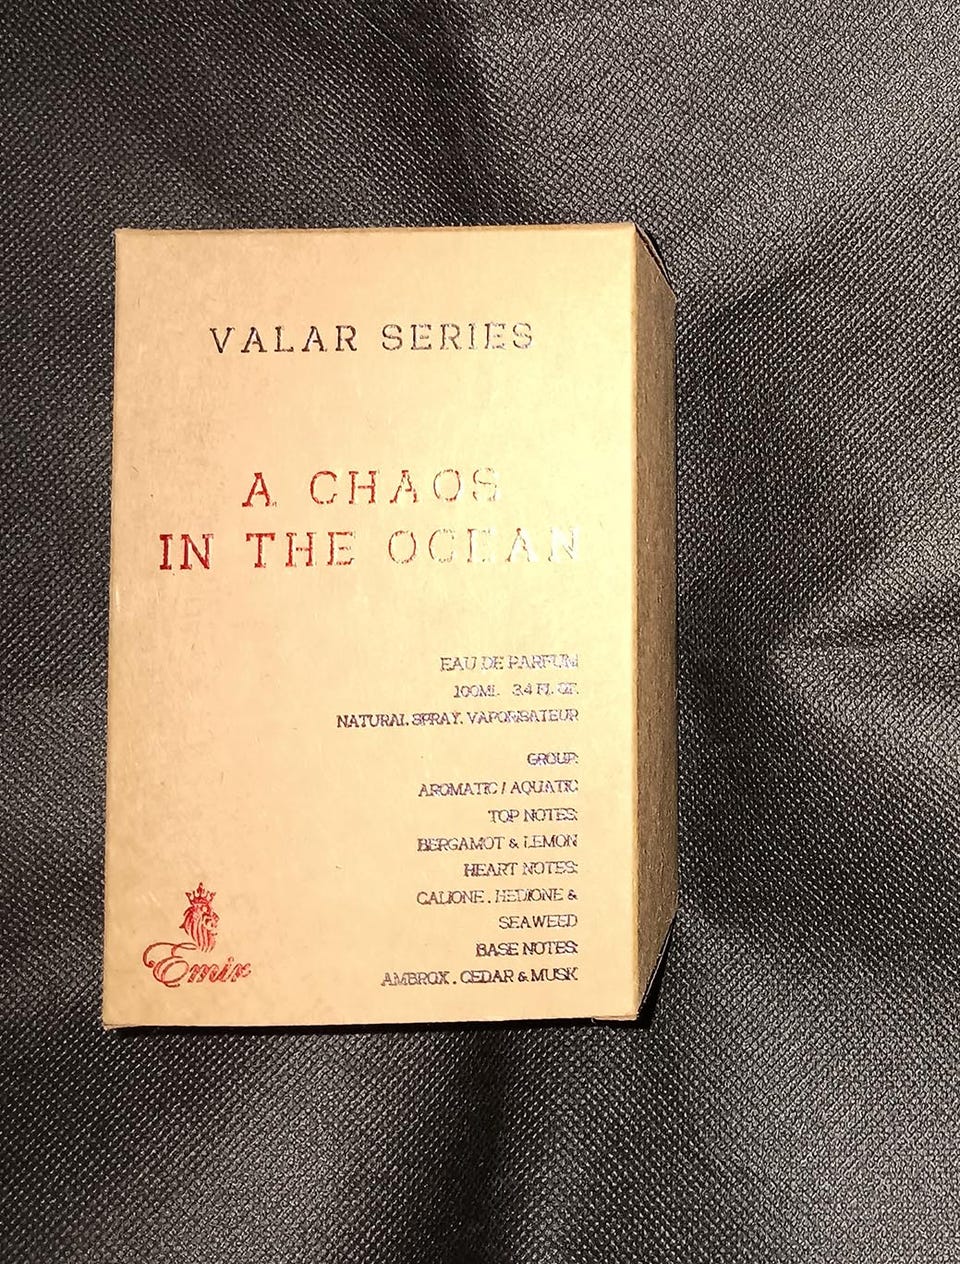 VALAR SERIES
A CHAOS
IN THE OCEAN
EAU DE PARFUM
100ML 3.4 FL OZ.
NATURAL SPRAY. VAPORISATEUR
GROUP:
AROMATIC / AQUATIC
TOP NOTES:
BERGAMOT & LEMON
HEART NOTES:
CALIONE . HEDIONE &
SEAWEED
BASE NOTES:
AMBROX . CEDAR & MUSK
Emir